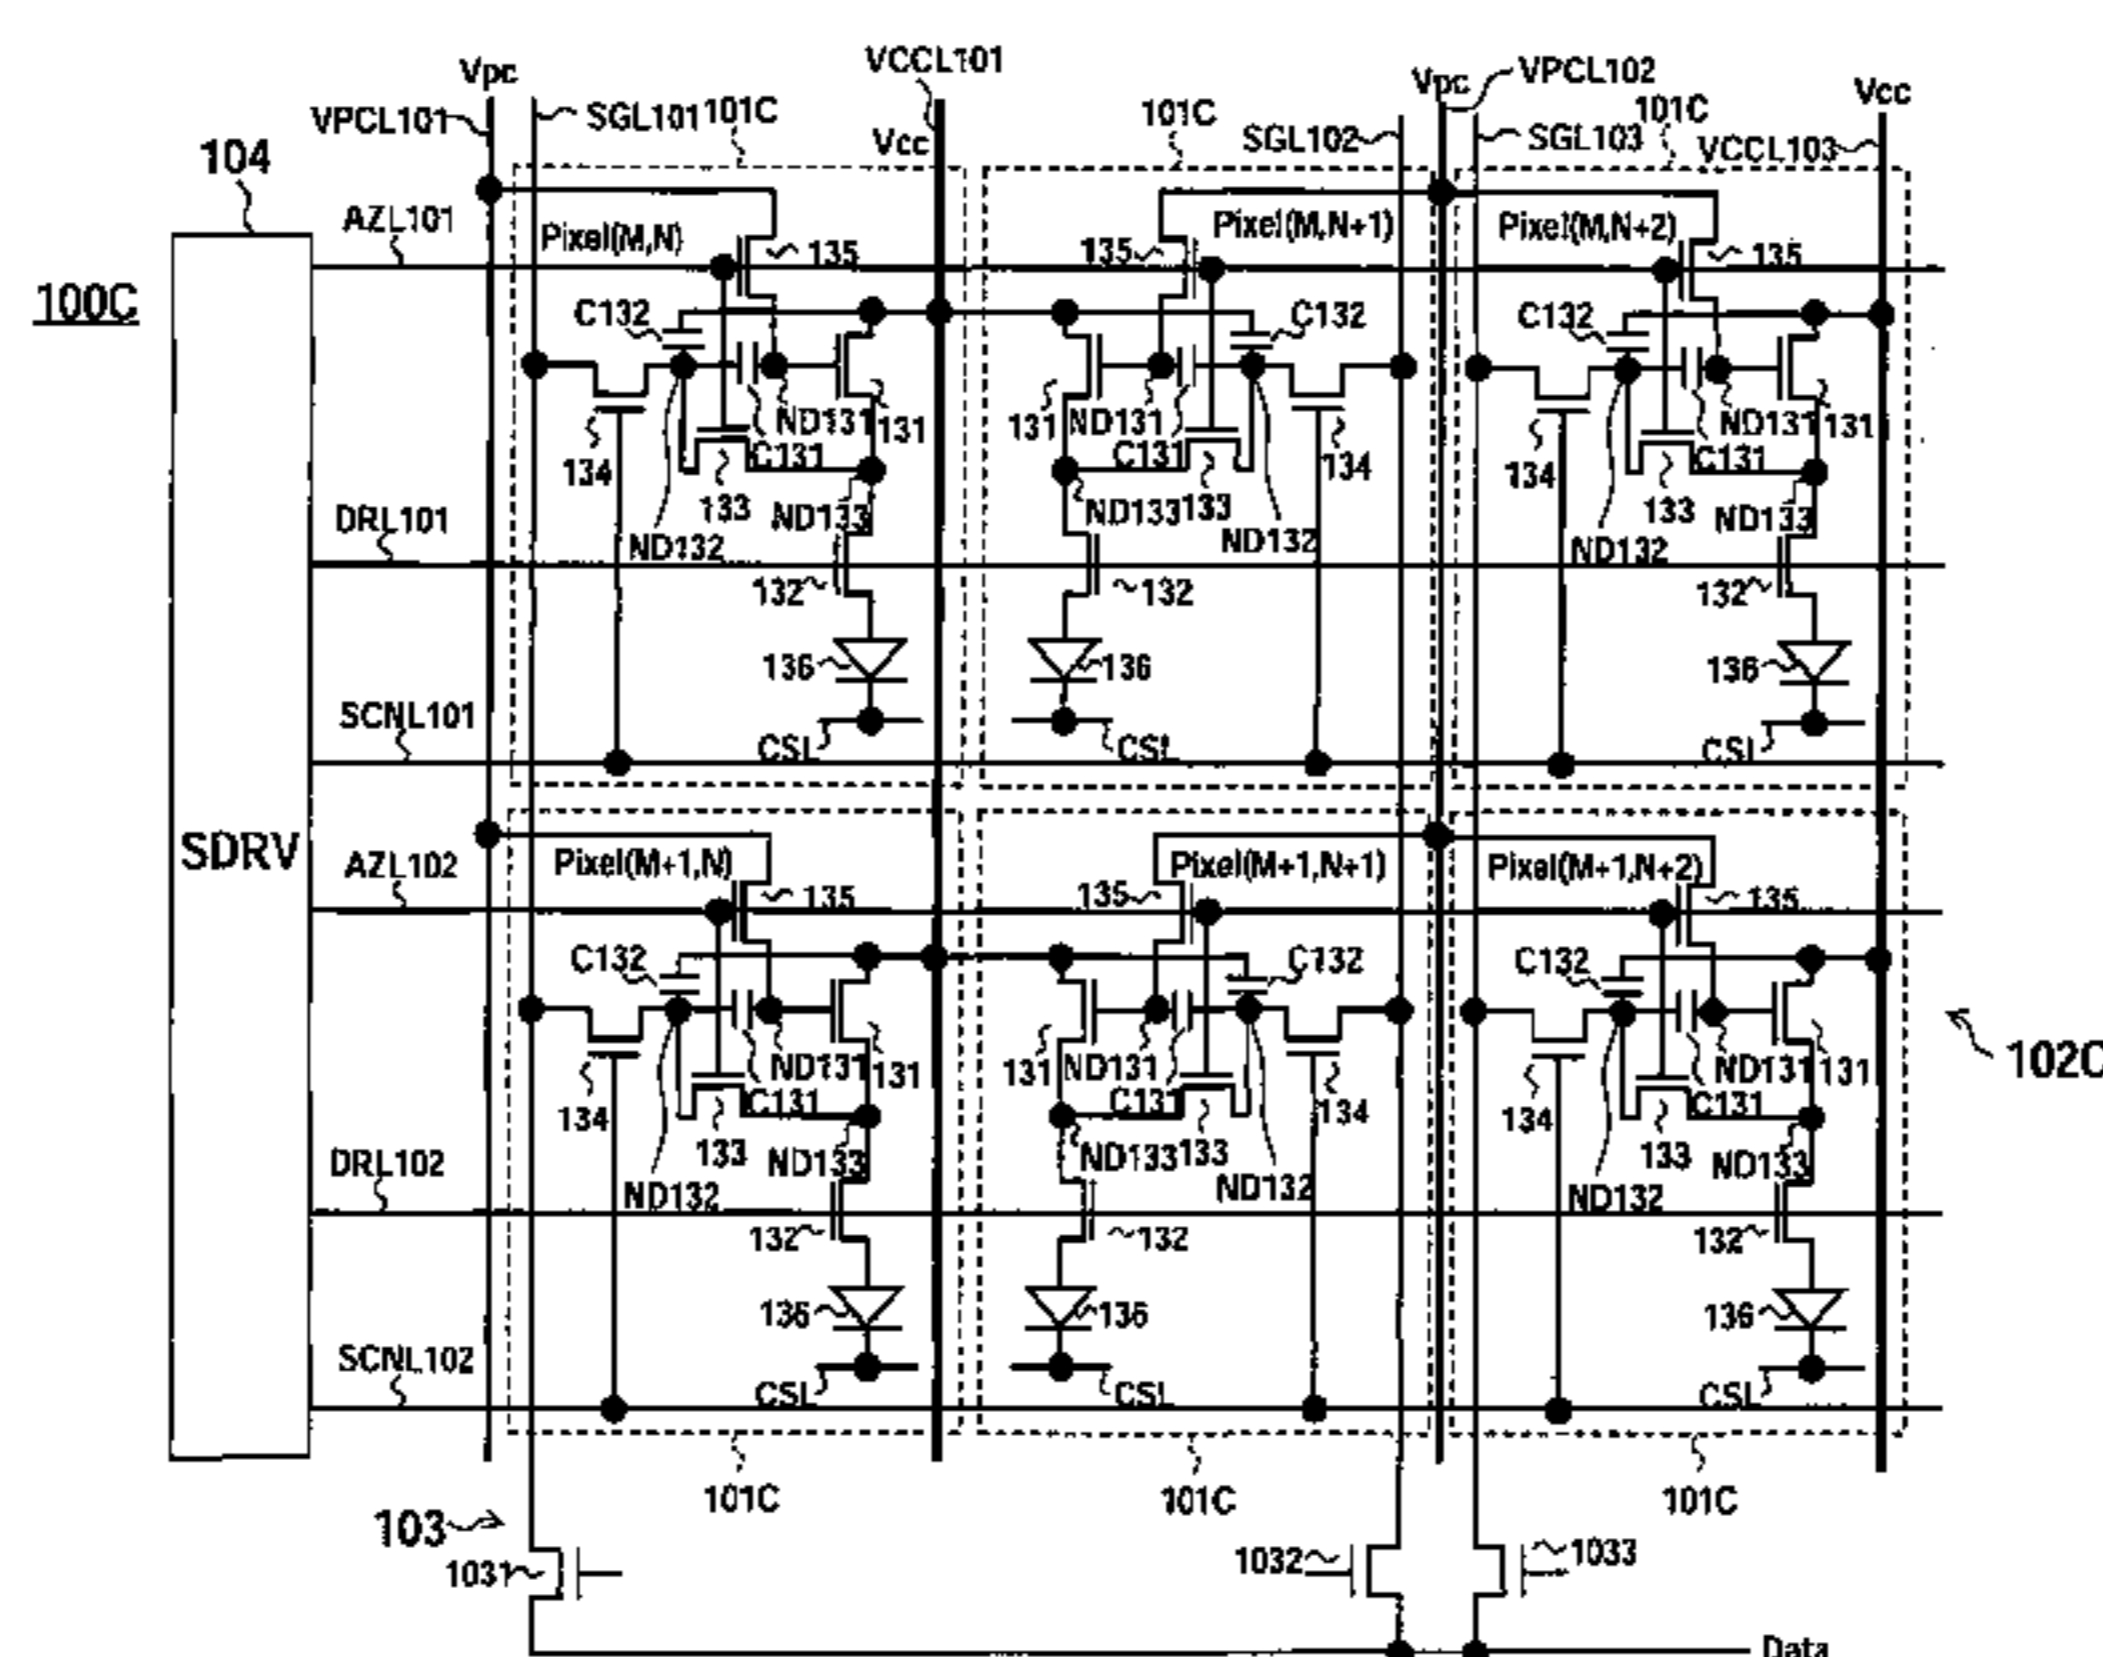 Vpc
VCCL101
Vpc
VPCL102
Vcc
VPCL101
SGL101
101C
Vcc
101C
SGL102
SGL103
101C
VCCL103
104
100C
AZL101
Pixel(M,N)
135
135
Pixel(M,N+1)
Pixel(M,N+2)
135
C132
C132
C132
ND131
131
131
ND131
ND131
131
134
C131
C131
134
134
C131
133
ND133
ND133
133
133
ND133
DRL101
ND132
ND132
ND132
132
132
132
136
136
136
SCNL101
CSL
CSL
CSL
SDRV
AZL102
Pixel(M+1,N)
135
135
Pixel(M+1,N+1)
Pixel(M+1,N+2)
135
C132
C132
C132
102C
ND131
131
131
ND131
ND131
131
134
C131
C131
134
134
C131
133
ND133
ND133
133
133
ND133
DRL102
ND132
ND132
ND132
132
132
132
136
136
136
SCNL102
CSL
CSL
CSL
101C
101C
101C
103
1031
1032
1033
Data